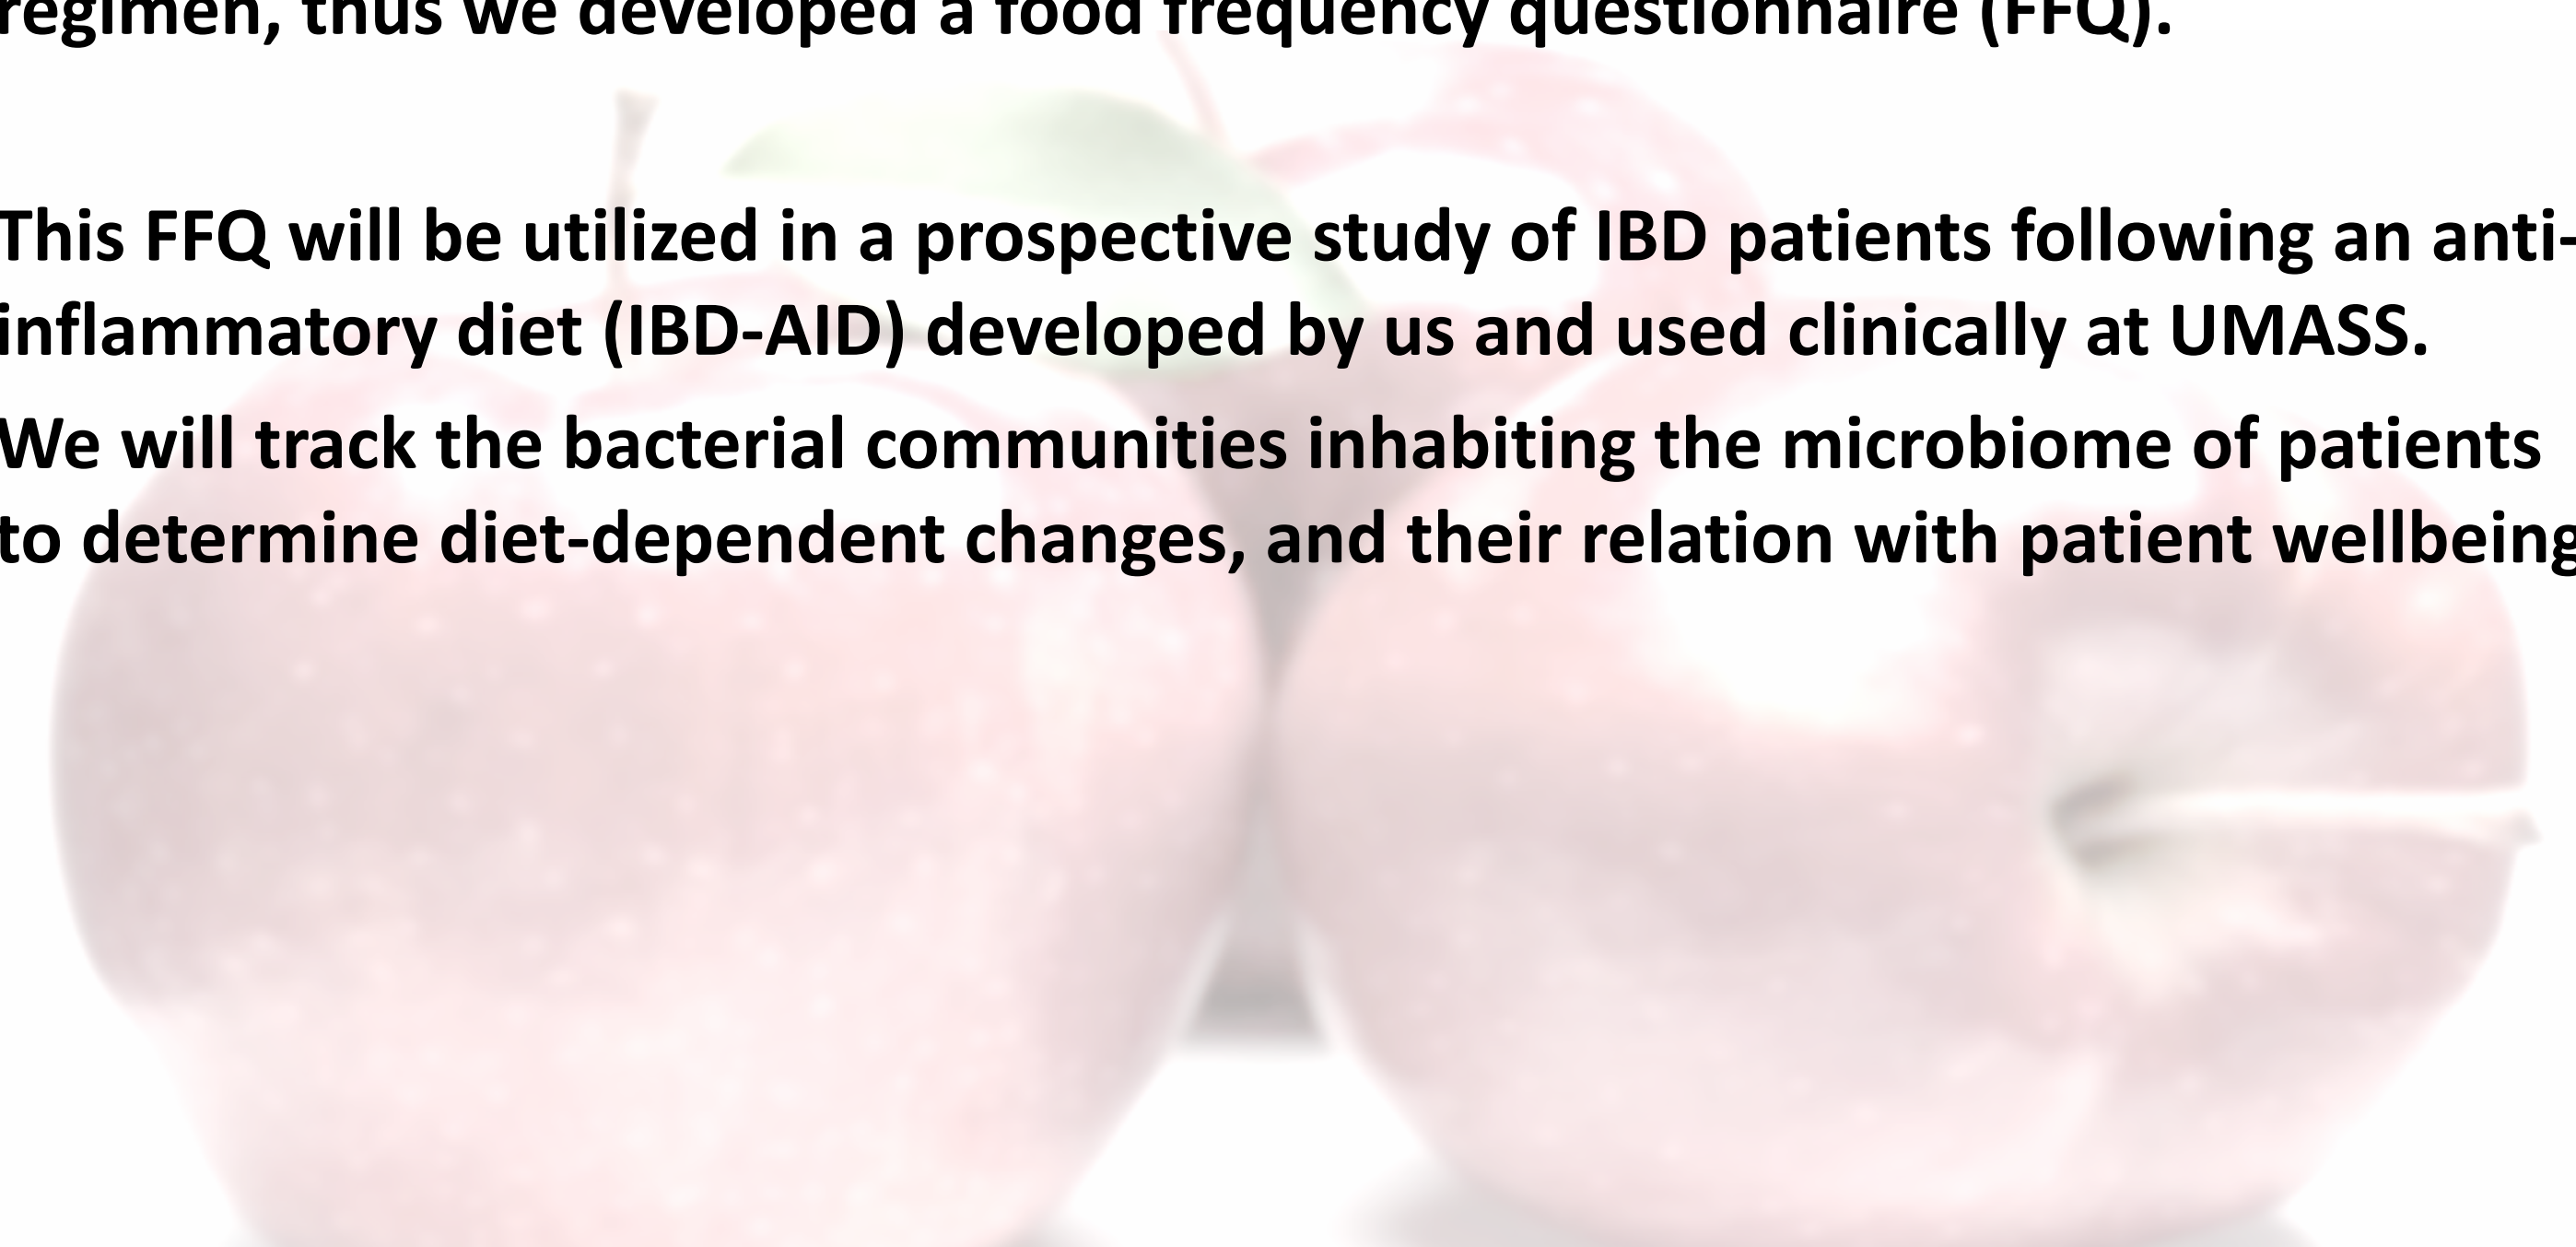 regimen, thus we developed a food frequency questionnaire (FFQ).
This FFQ will be utilized in a prospective study of IBD patients following an anti-
inflammatory diet (IBD-AID) developed by us and used clinically at UMASS.
We will track the bacterial communities inhabiting the microbiome of patients
to determine diet-dependent changes, and their relation with patient wellbeing